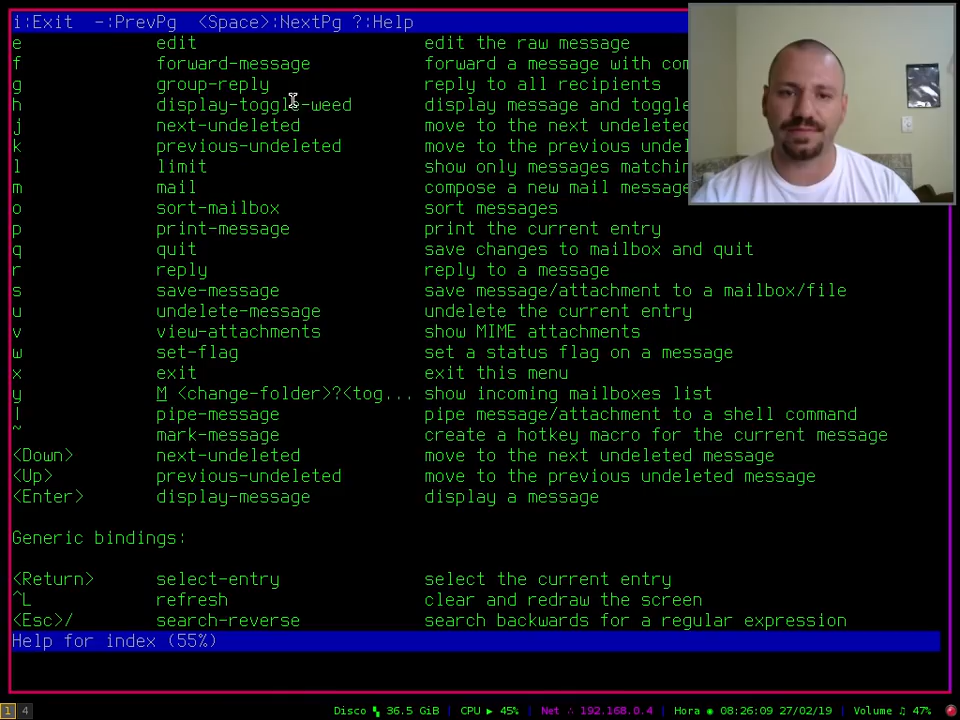 i:Exit  -:PrevPg  <Space>:NextPg ?:Help
e edit edit the raw message
f forward-message forward a message with com
g group-reply reply to all recipients
h display-toggle-weed display message and toggle
j next-undeleted move to the next undeleted
k previous-undeleted move to the previous undel
l limit show only messages matchin
m mail compose a new mail message
o sort-mailbox sort messages
p print-message print the current entry
q quit save changes to mailbox and quit
r reply reply to a message
s save-message save message/attachment to a mailbox/file
u undelete-message undelete the current entry
v view-attachments show MIME attachments
w set-flag set a status flag on a message
x exit exit this menu
y M <change-folder>?<tog... show incoming mailboxes list
| pipe-message pipe message/attachment to a shell command
~ mark-message create a hotkey macro for the current message
<Down> next-undeleted move to the next undeleted message
<Up> previous-undeleted move to the previous undeleted message
<Enter> display-message display a message
Generic bindings:
<Return> select-entry select the current entry
^L refresh clear and redraw the screen
<Esc>/ search-reverse search backwards for a regular expression
Help for index (55%)
1 4 Disco 36.5 GiB | CPU ▶ 45% | Net ∴ 192.168.0.4 | Hora ◉ 08:26:09 27/02/19 | Volume ♫ 47%